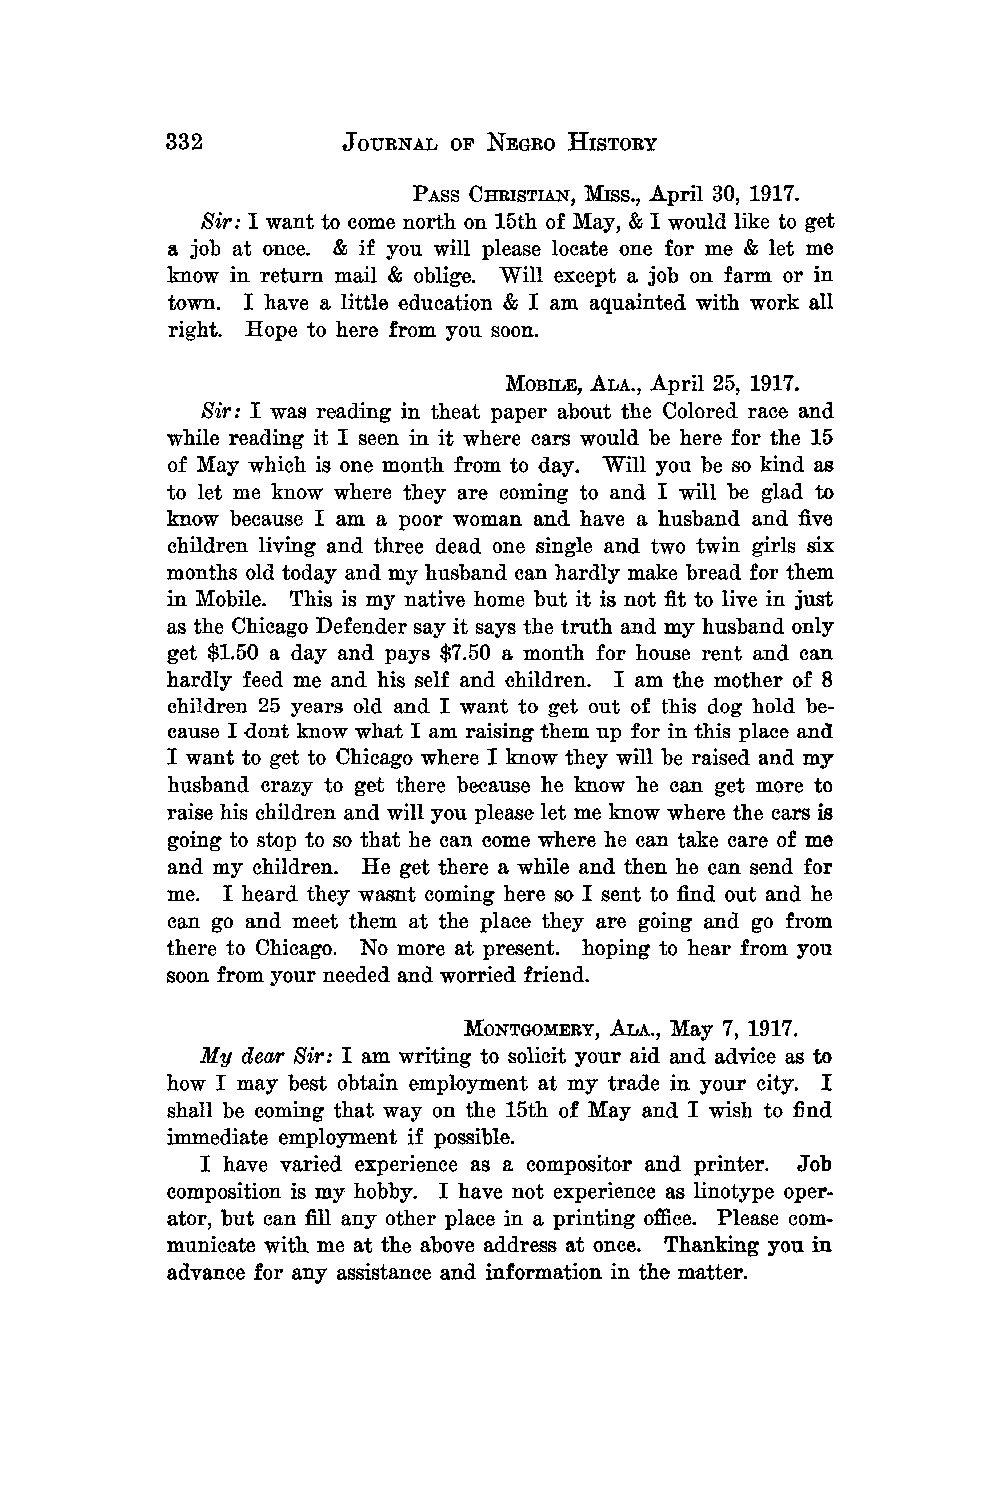 332 JOURNAL OF NEGRO HISTORY
PASS CHRISTIAN, MISS., April 30, 1917.
Sir: I want to come north on 15th of May, & I would like to get
a job at once. & if you will please locate one for me & let me
know in return mail & oblige. Will except a job on farm or in
town. I have a little education & I am aquainted with work all
right. Hope to here from you soon.
MOBILE, ALA., April 25, 1917.
Sir: I was reading in theat paper about the Colored race and
while reading it I seen in it where cars would be here for the 15
of May which is one month from to day. Will you be so kind as
to let me know where they are coming to and I will be glad to
know because I am a poor woman and have a husband and five
children living and three dead one single and two twin girls six
months old today and my husband can hardly make bread for them
in Mobile. This is my native home but it is not fit to live in just
as the Chicago Defender say it says the truth and my husband only
get $1.50 a day and pays $7.50 a month for house rent and can
hardly feed me and his self and children. I am the mother of 8
children 25 years old and I want to get out of this dog hold be-
cause I dont know what I am raising them up for in this place and
I want to get to Chicago where I know they will be raised and my
husband crazy to get there because he know he can get more to
raise his children and will you please let me know where the cars is
going to stop to so that he can come where he can take care of me
and my children. He get there a while and then he can send for
me. I heard they wasnt coming here so I sent to find out and he
can go and meet them at the place they are going and go from
there to Chicago. No more at present. hoping to hear from you
soon from your needed and worried friend.
MONTGOMERY, ALA., May 7, 1917.
My dear Sir: I am writing to solicit your aid and advice as to
how I may best obtain employment at my trade in your city. I
shall be coming that way on the 15th of May and I wish to find
immediate employment if possible.
I have varied experience as a compositor and printer. Job
composition is my hobby. I have not experience as linotype oper-
ator, but can fill any other place in a printing office. Please com-
municate with me at the above address at once. Thanking you in
advance for any assistance and information in the matter.